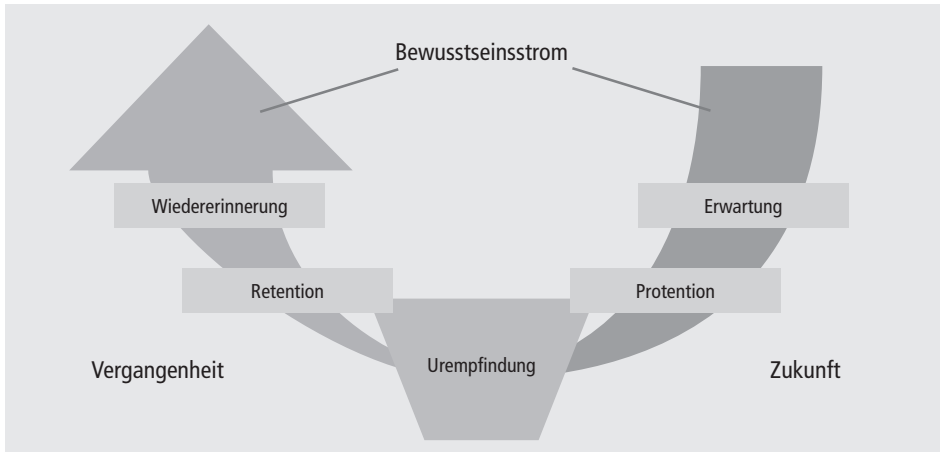 Bewusstseinsstrom
Wiedererinnerung
Erwartung
Retention
Protention
Urempfindung
Vergangenheit
Zukunft